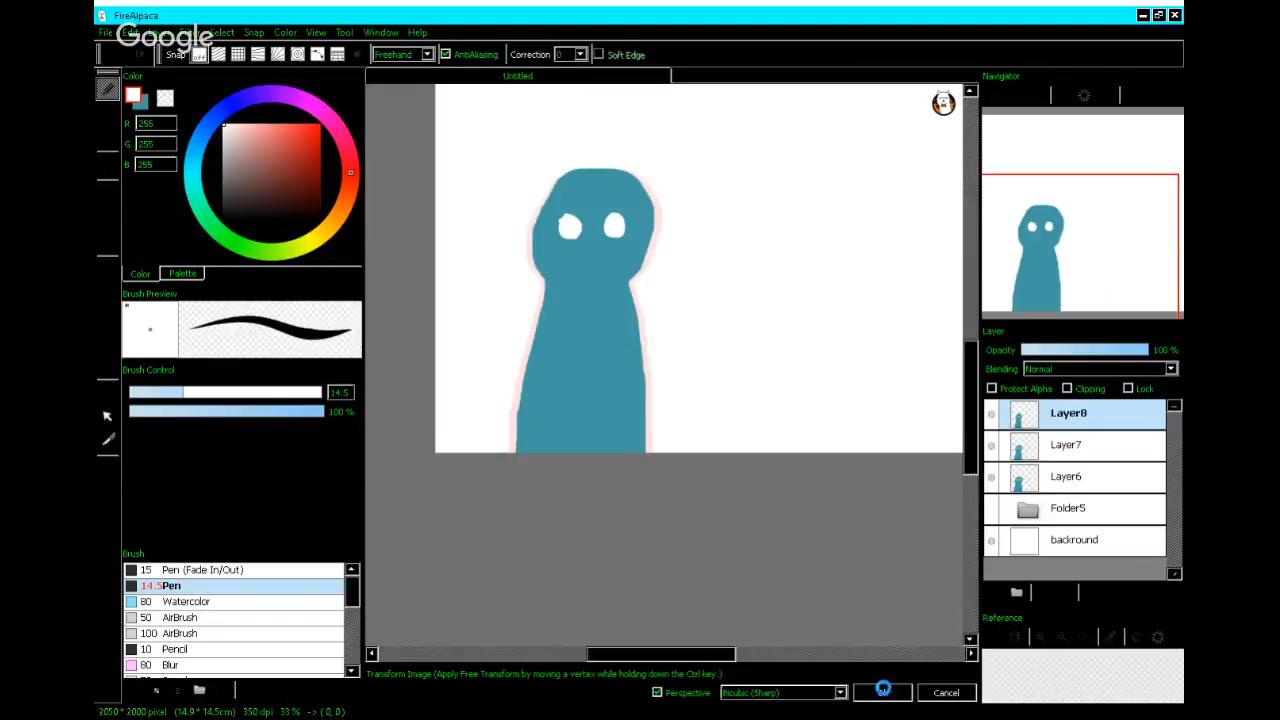 FireAlpaca
File Edit Layer Filter Select Snap Color View Tool Window Help
Google
Snap off Freehand AntiAliasing Correction 0 Soft Edge
Color
Untitled
Navigator
R 255
G 255
B 255
Color Palette
Brush Preview
Brush Control
14.5
100 %
Layer
Opacity 100 %
Blending Normal
Protect Alpha Clipping Lock
Layer8
Layer7
Layer6
Folder5
backround
Brush
15 Pen (Fade In/Out)
14.5 Pen
80 Watercolor
50 AirBrush
100 AirBrush
10 Pencil
80 Blur
Reference
Transform Image (Apply Free Transform by moving a vertex while holding down the Ctrl key.)
Perspective Bicubic (Sharp) Cancel
2050 * 2000 pixel (14.9 * 14.5cm) 350 dpi 33 % -> ( 0, 0 )